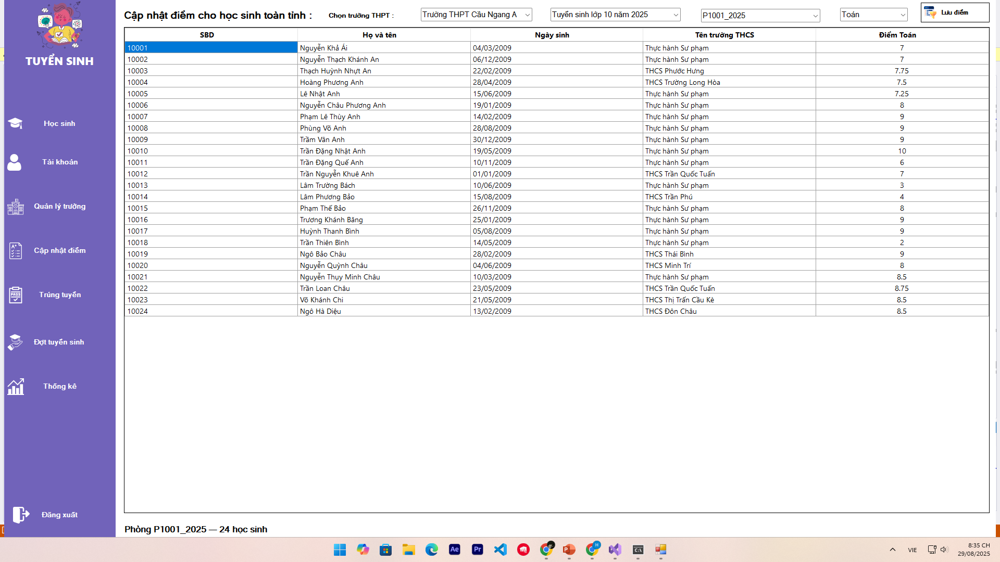 TUYỂN SINH
Học sinh
Tài khoản
Quản lý trường
Cập nhật điểm
Trúng tuyển
Đợt tuyển sinh
Thống kê
Đăng xuất
Cập nhật điểm cho học sinh toàn tỉnh : Chọn trường THPT : Trường THPT Cầu Ngang A Tuyển sinh lớp 10 năm 2025 P1001_2025 Toán Lưu điểm
SBD Họ và tên Ngày sinh Tên trường THCS Điểm Toán
10001 Nguyễn Khả Ái 04/03/2009 Thực hành Sư phạm 7
10002 Nguyễn Thạch Khánh An 06/12/2009 Thực hành Sư phạm 7
10003 Thạch Huỳnh Nhựt An 22/02/2009 THCS Phước Hưng 7.75
10004 Hoàng Phương Anh 28/04/2009 THCS Trường Long Hòa 7.5
10005 Lê Nhật Anh 15/06/2009 Thực hành Sư phạm 7.25
10006 Nguyễn Châu Phương Anh 19/01/2009 Thực hành Sư phạm 8
10007 Phạm Lê Thùy Anh 14/02/2009 Thực hành Sư phạm 9
10008 Phùng Võ Anh 28/08/2009 Thực hành Sư phạm 9
10009 Trầm Vân Anh 30/12/2009 Thực hành Sư phạm 9
10010 Trần Đặng Nhật Anh 19/05/2009 Thực hành Sư phạm 10
10011 Trần Đặng Quế Anh 10/11/2009 Thực hành Sư phạm 6
10012 Trần Nguyễn Khuê Anh 01/01/2009 THCS Trần Quốc Tuấn 7
10013 Lâm Trường Bách 10/06/2009 Thực hành Sư phạm 3
10014 Lâm Phương Bảo 15/08/2009 THCS Trần Phú 4
10015 Phạm Thế Bảo 26/11/2009 Thực hành Sư phạm 8
10016 Trương Khánh Băng 25/01/2009 Thực hành Sư phạm 9
10017 Huỳnh Thanh Bình 05/08/2009 Thực hành Sư phạm 9
10018 Trần Thiên Bình 14/05/2009 Thực hành Sư phạm 2
10019 Ngô Bảo Châu 28/02/2009 THCS Thái Bình 9
10020 Nguyễn Quỳnh Châu 04/06/2009 THCS Minh Trí 8
10021 Nguyễn Thụy Minh Châu 10/03/2009 Thực hành Sư phạm 8.5
10022 Trần Loan Châu 23/05/2009 THCS Trần Quốc Tuấn 8.75
10023 Võ Khánh Chi 21/05/2009 THCS Thị Trấn Cầu Kè 8.5
10024 Ngô Hà Diệu 13/02/2009 THCS Đôn Châu 8.5
Phòng P1001_2025 — 24 học sinh
VIE
8:35 CH
29/08/2025